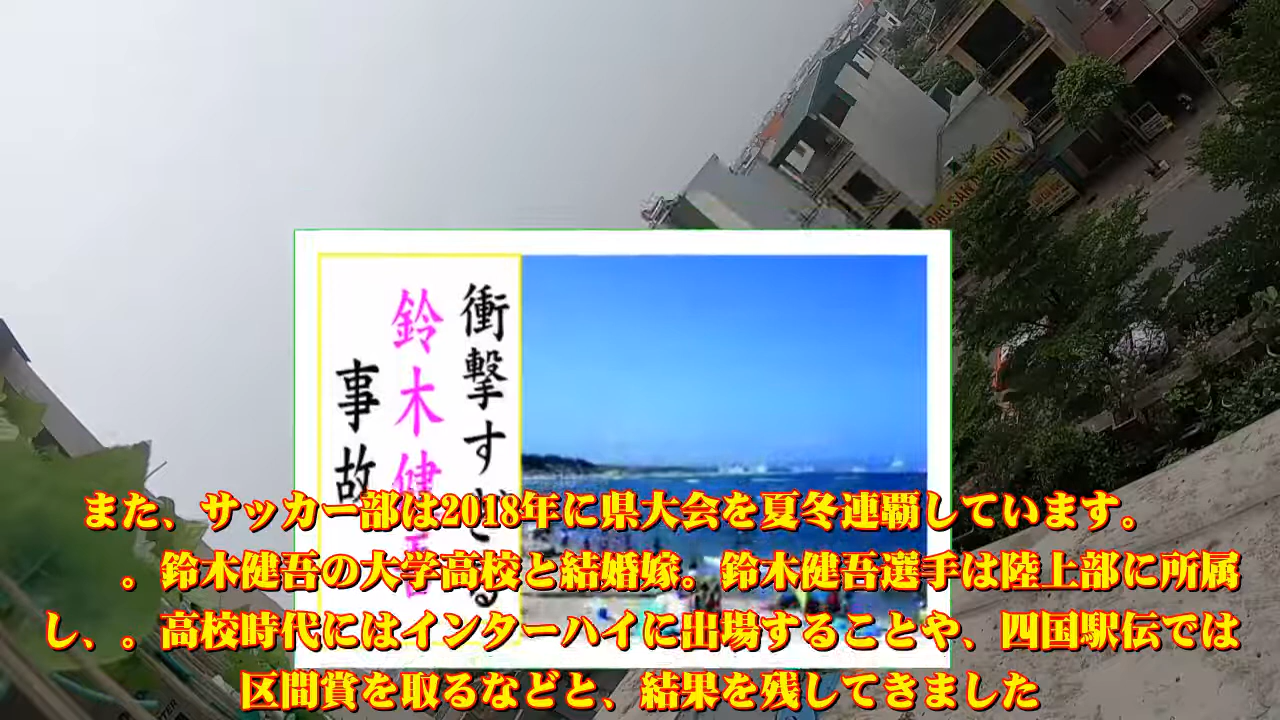 ĐẶC SẢN
衝撃すぎる
鈴木健吾
事故
また、サッカー部は2018年に県大会を夏冬連覇しています。
。鈴木健吾の大学高校と結婚嫁。鈴木健吾選手は陸上部に所属
し、。高校時代にはインターハイに出場することや、四国駅伝では
区間賞を取るなどと、結果を残してきました